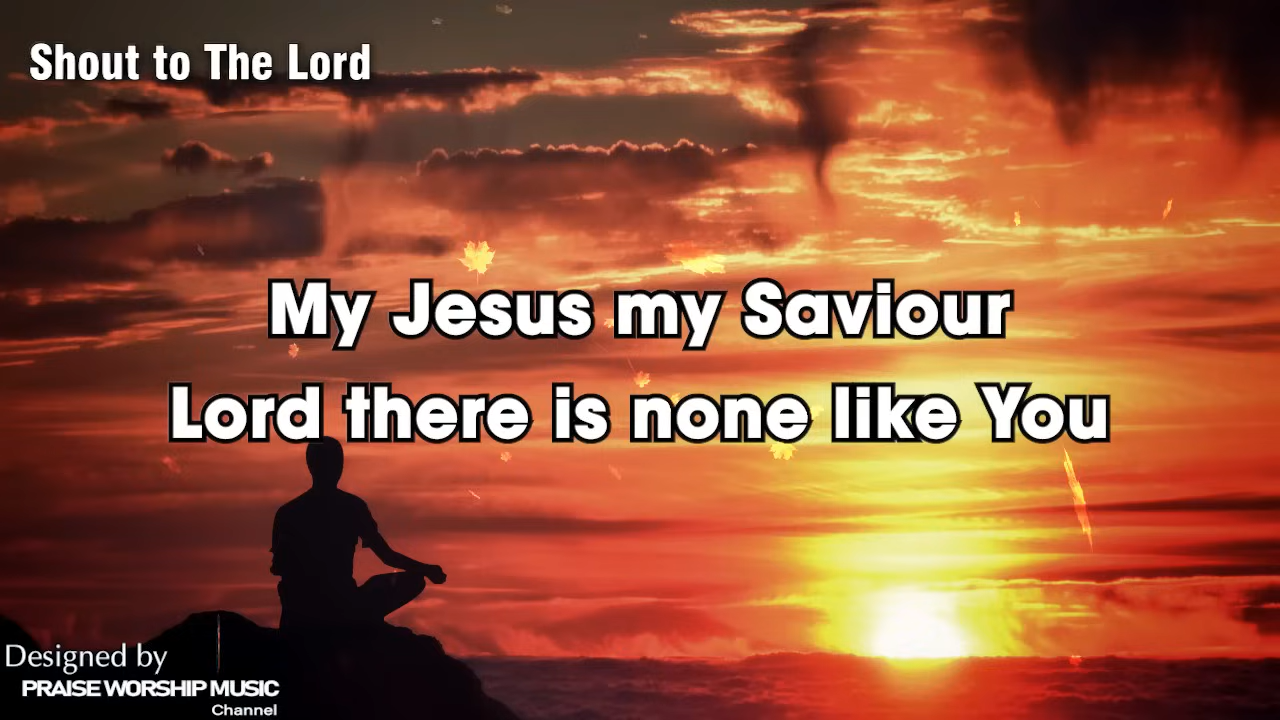 Shout to The Lord
My Jesus my Saviour
Lord there is none like You
Designed by
PRAISE WORSHIP MUSIC
Channel